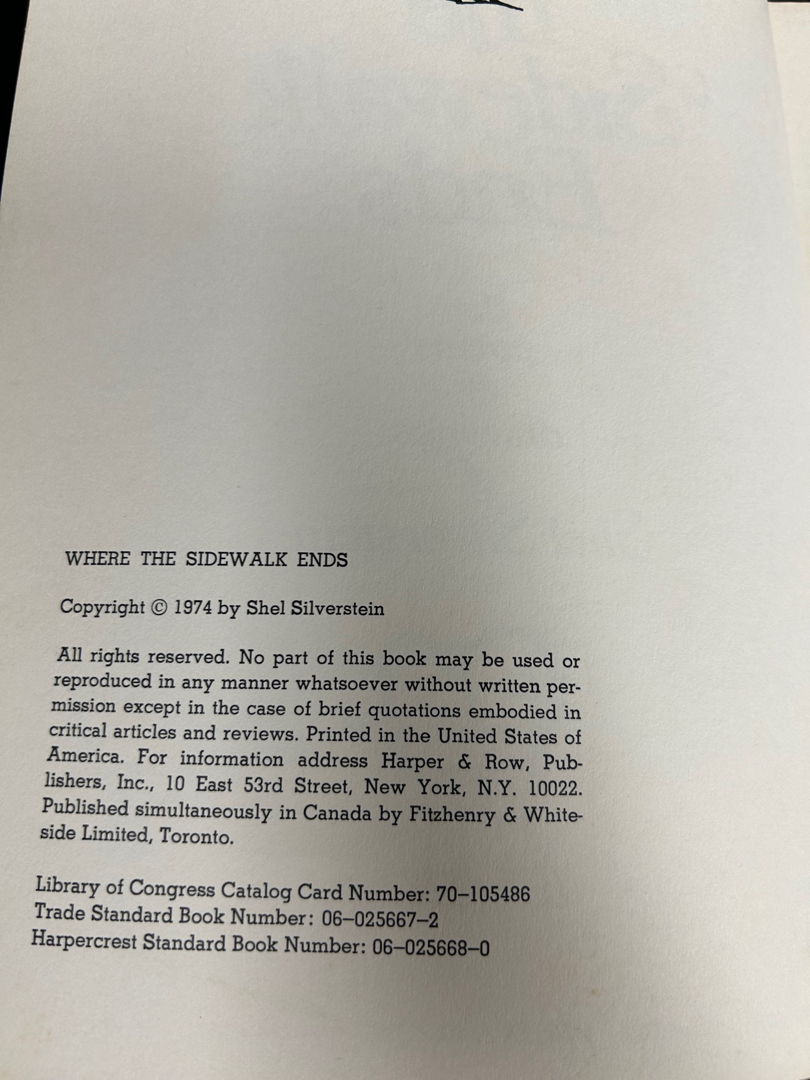 WHERE THE SIDEWALK ENDS
Copyright © 1974 by Shel Silverstein
All rights reserved. No part of this book may be used or
reproduced in any manner whatsoever without written per-
mission except in the case of brief quotations embodied in
critical articles and reviews. Printed in the United States of
America. For information address Harper & Row, Pub-
lishers, Inc., 10 East 53rd Street, New York, N.Y. 10022.
Published simultaneously in Canada by Fitzhenry & White-
side Limited, Toronto.
Library of Congress Catalog Card Number: 70–105486
Trade Standard Book Number: 06–025667–2
Harpercrest Standard Book Number: 06–025668–0